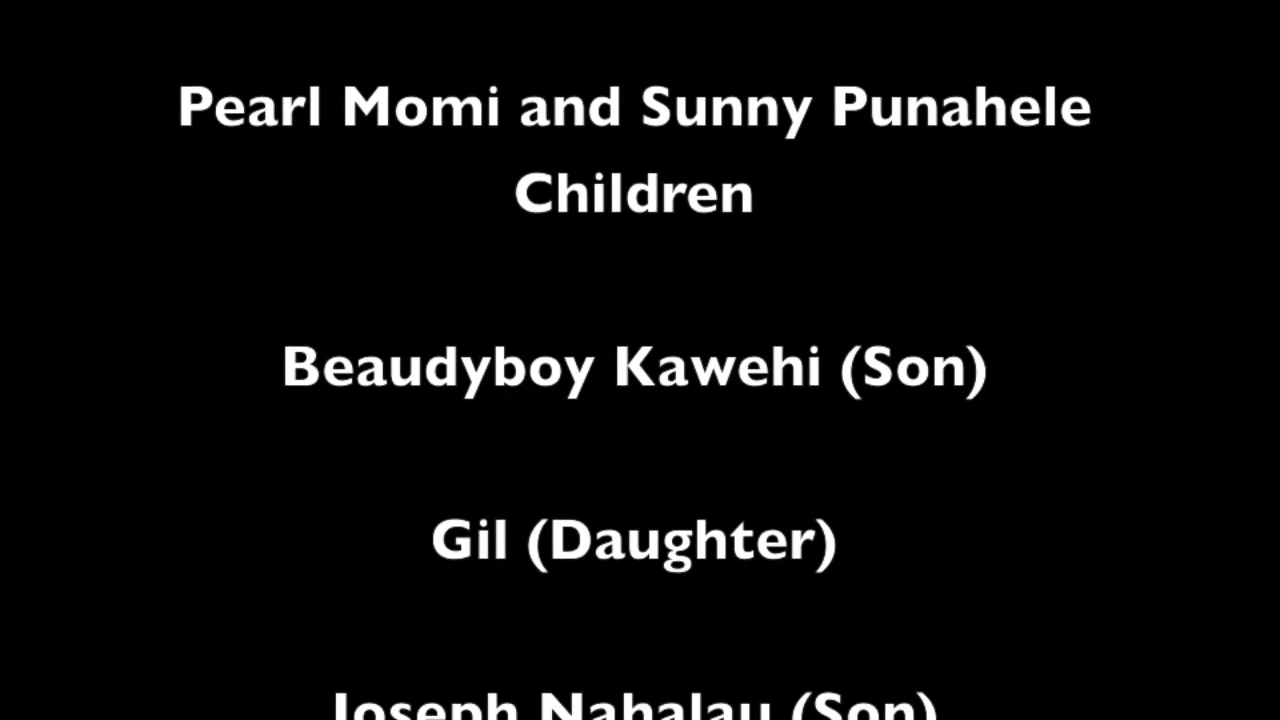 Pearl Momi and Sunny Punahele
Children
Beaudyboy Kawehi (Son)
Gil (Daughter)
Joseph Nahalau (Son)